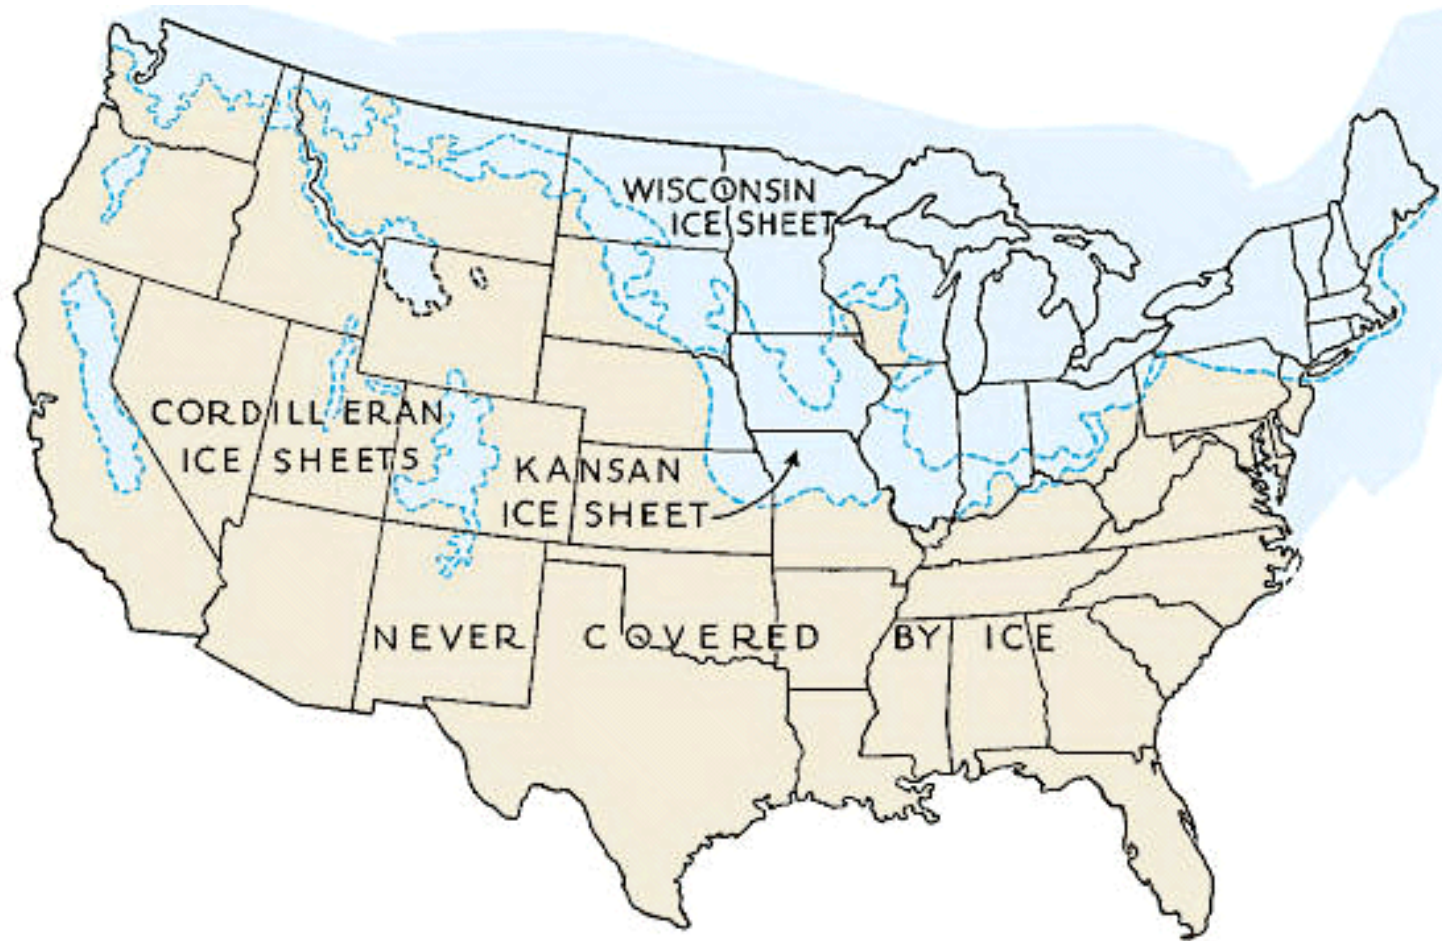 WISCONSIN
ICE SHEET
CORDILLERAN
ICE SHEETS
KANSAN
ICE SHEET
NEVER COVERED BY ICE